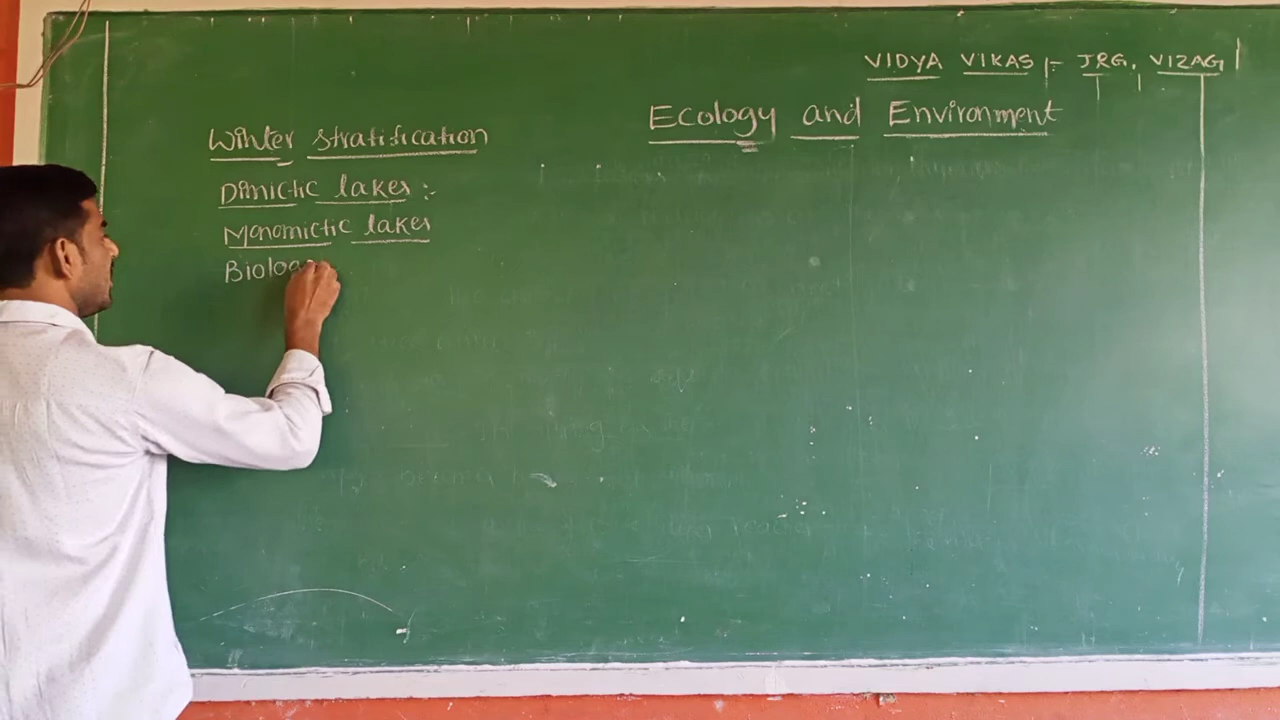 VIDYA VIKAS :- JRG, VIZAG
Ecology and Environment
Winter stratification
Dimictic lakes :-
Monomictic lakes
Biolog